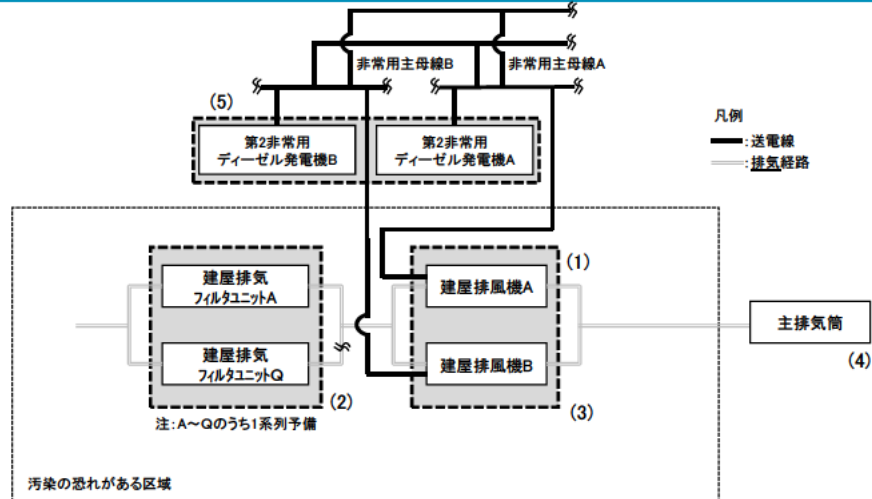 非常用主母線B
非常用主母線A
(5)
第2非常用
ディーゼル発電機B
第2非常用
ディーゼル発電機A
凡例
:送電線
:排気経路
建屋排気
フィルタユニットA
建屋排風機A
(1)
主排気筒
(4)
建屋排気
フィルタユニットQ
建屋排風機B
(2)
(3)
注:A～Qのうち1系列予備
汚染の恐れがある区域